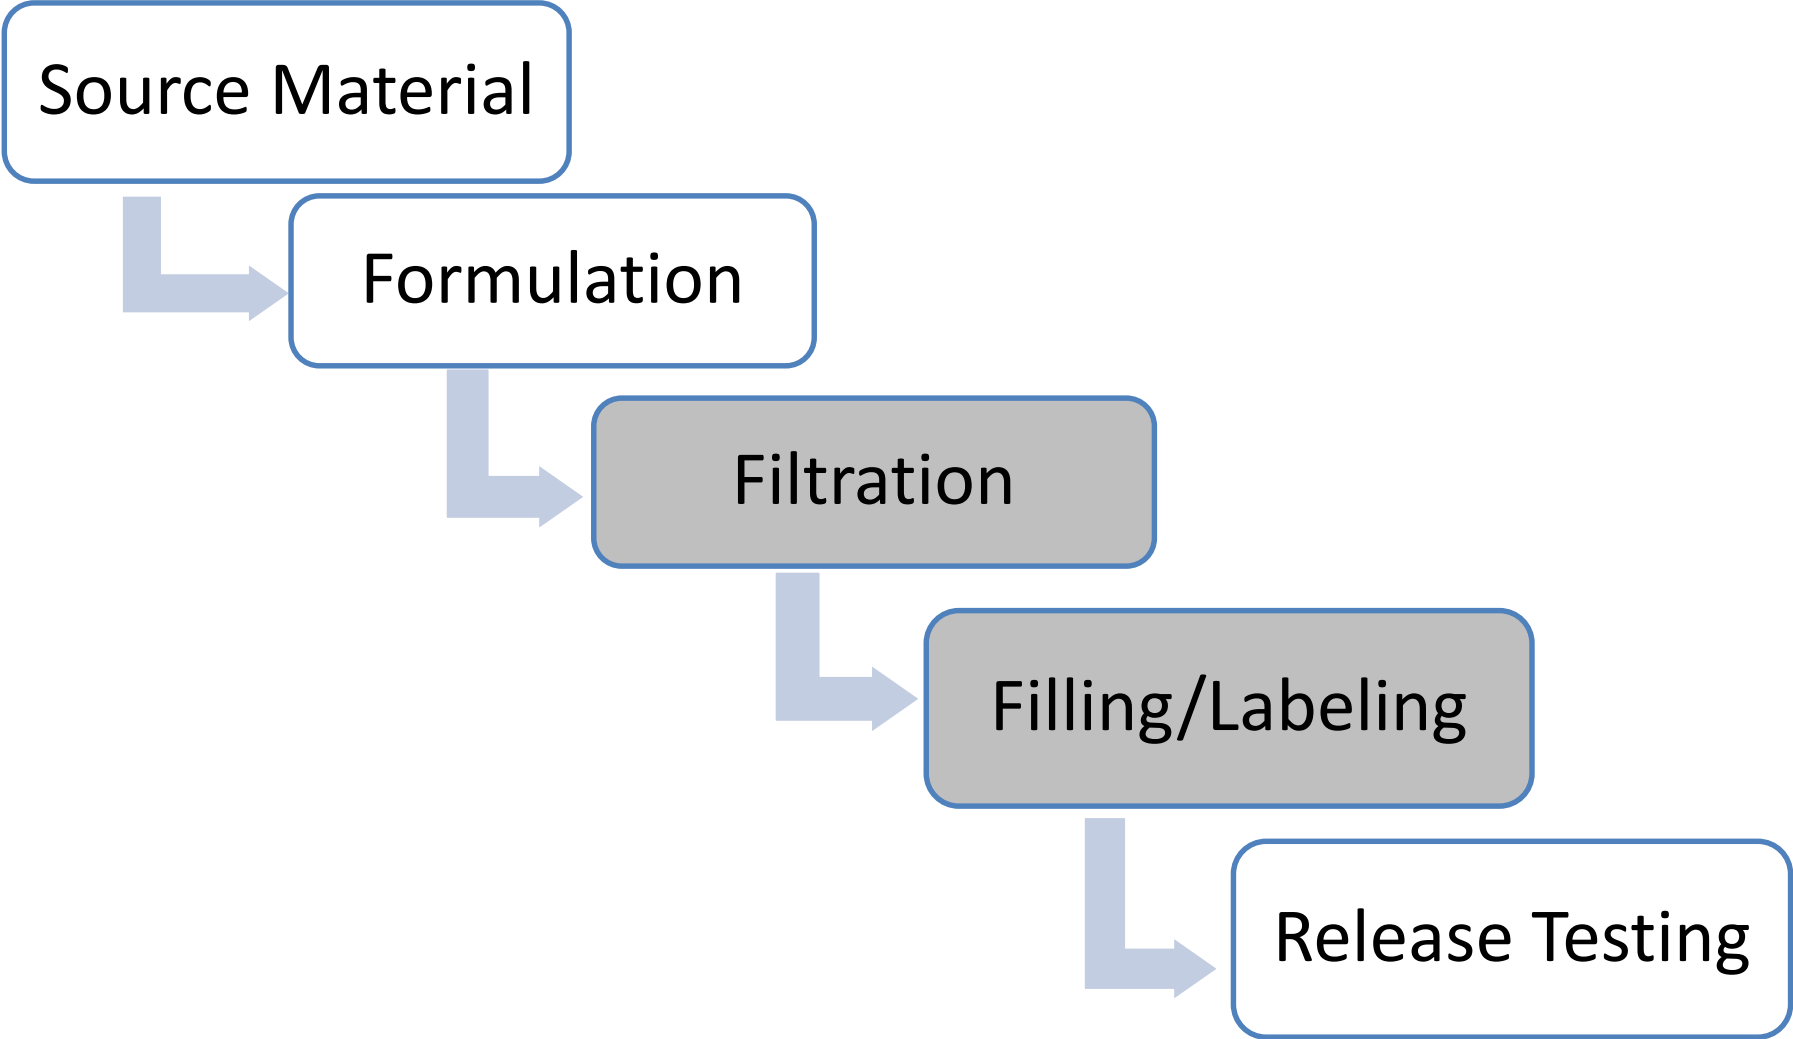 Source Material
Formulation
Filtration
Filling/Labeling
Release Testing